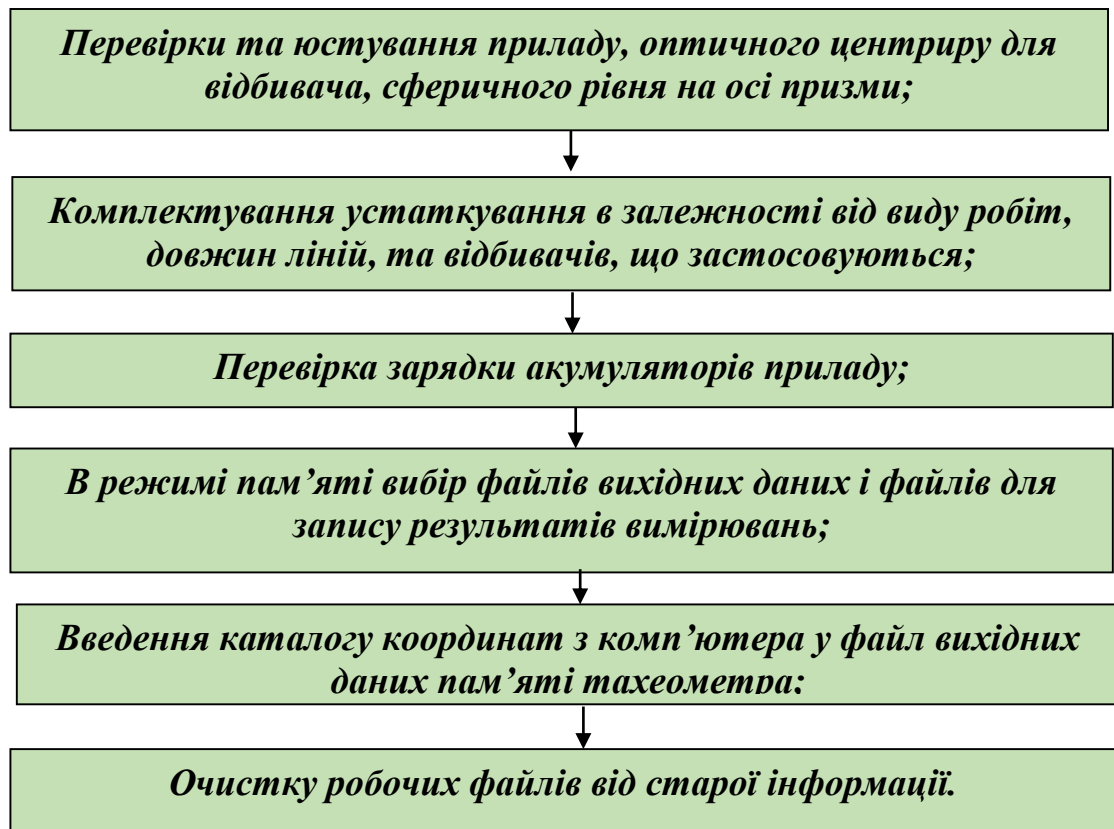 Перевірки та юстування приладу, оптичного центриру для
відбивача, сферичного рівня на осі призми;
Комплектування устаткування в залежності від виду робіт,
довжин ліній, та відбивачів, що застосовуються;
Перевірка зарядки акумуляторів приладу;
В режимі пам’яті вибір файлів вихідних даних і файлів для
запису результатів вимірювань;
Введення каталогу координат з комп’ютера у файл вихідних
даних пам’яті тахеометра;
Очистку робочих файлів від старої інформації.